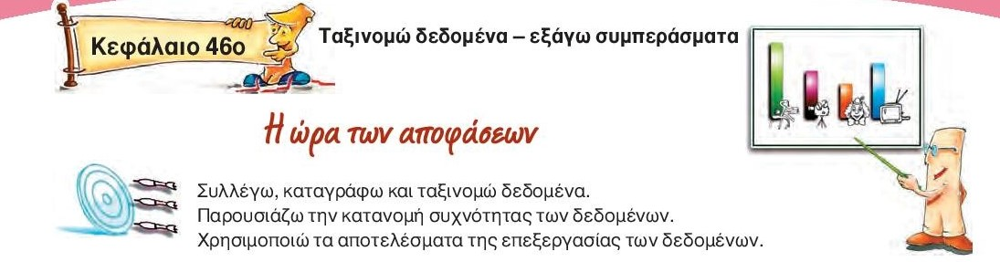 Κεφάλαιο 46ο
Ταξινομώ δεδομένα – εξάγω συμπεράσματα
Η ώρα των αποφάσεων
Συλλέγω, καταγράφω και ταξινομώ δεδομένα.
Παρουσιάζω την κατανομή συχνότητας των δεδομένων.
Χρησιμοποιώ τα αποτελέσματα της επεξεργασίας των δεδομένων.